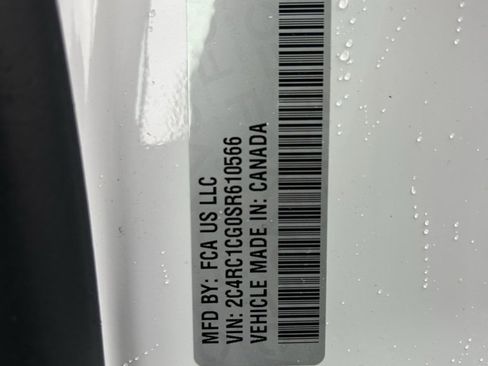 MFD BY: FCA US LLC
VIN: 2C4RC1CG0SR610566
VEHICLE MADE IN: CANADA